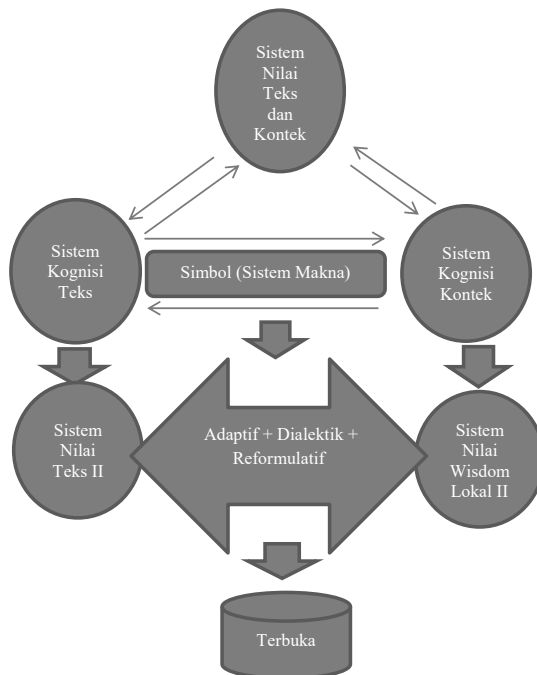 Sistem
Nilai
Teks
dan
Kontek
Sistem
Kognisi
Teks
Simbol (Sistem Makna)
Sistem
Kognisi
Kontek
Sistem
Nilai
Teks II
Adaptif + Dialektik +
Reformulatif
Sistem
Nilai
Wisdom
Lokal II
Terbuka